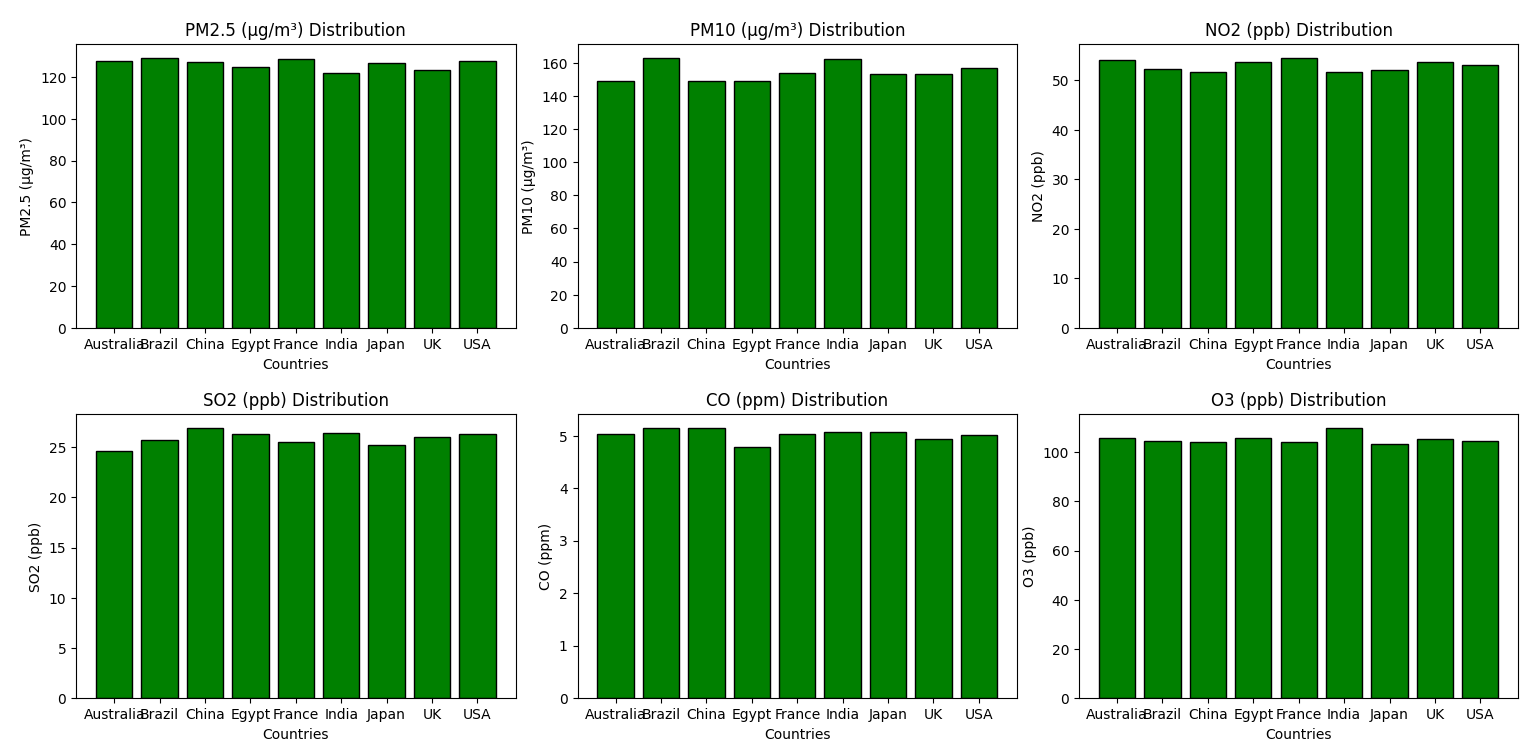 PM2.5 (µg/m³) Distribution
PM2.5 (µg/m³)
120
100
80
60
40
20
0
Australia Brazil China Egypt France India Japan UK USA
Countries
PM10 (µg/m³) Distribution
PM10 (µg/m³)
160
140
120
100
80
60
40
20
0
Australia Brazil China Egypt France India Japan UK USA
Countries
NO2 (ppb) Distribution
NO2 (ppb)
50
40
30
20
10
0
Australia Brazil China Egypt France India Japan UK USA
Countries
SO2 (ppb) Distribution
SO2 (ppb)
25
20
15
10
5
0
Australia Brazil China Egypt France India Japan UK USA
Countries
CO (ppm) Distribution
CO (ppm)
5
4
3
2
1
0
Australia Brazil China Egypt France India Japan UK USA
Countries
O3 (ppb) Distribution
O3 (ppb)
100
80
60
40
20
0
Australia Brazil China Egypt France India Japan UK USA
Countries